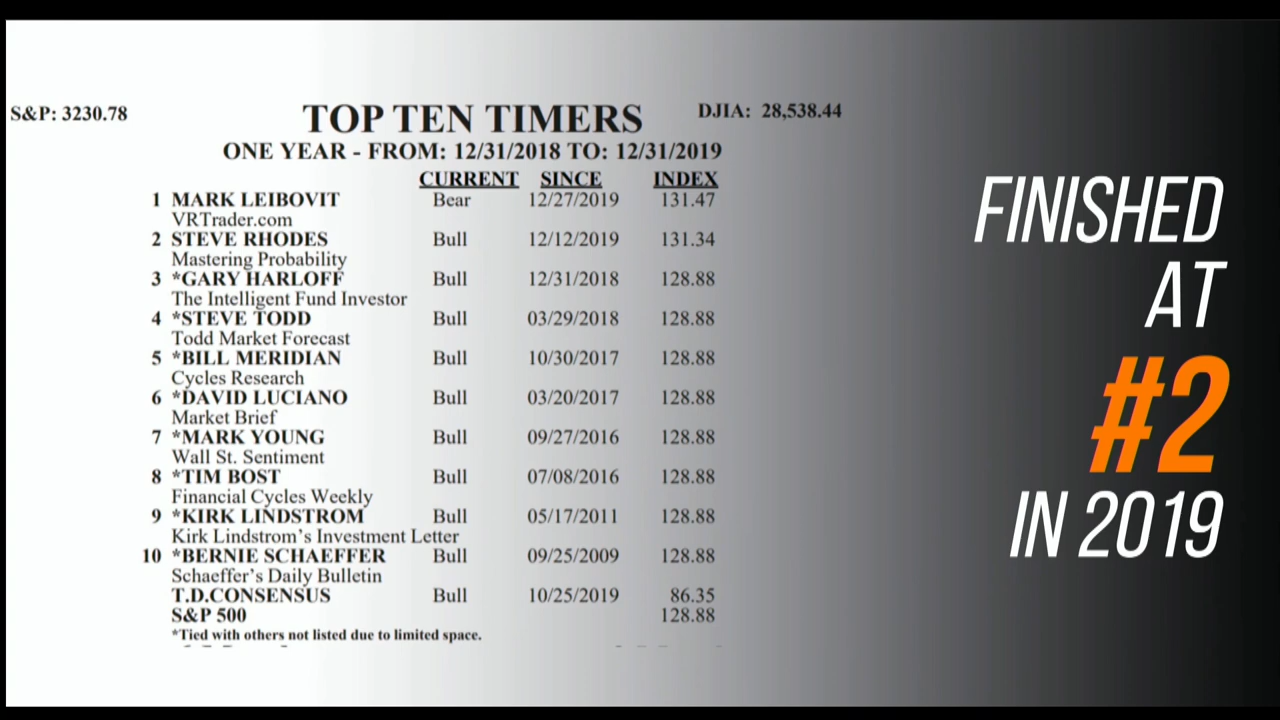 S&P: 3230.78
TOP TEN TIMERS
DJIA: 28,538.44
ONE YEAR - FROM: 12/31/2018 TO: 12/31/2019
CURRENT SINCE INDEX
1 MARK LEIBOVIT Bear 12/27/2019 131.47
VRTrader.com
2 STEVE RHODES Bull 12/12/2019 131.34
Mastering Probability
3 *GARY HARLOFF Bull 12/31/2018 128.88
The Intelligent Fund Investor
4 *STEVE TODD Bull 03/29/2018 128.88
Todd Market Forecast
5 *BILL MERIDIAN Bull 10/30/2017 128.88
Cycles Research
6 *DAVID LUCIANO Bull 03/20/2017 128.88
Market Brief
7 *MARK YOUNG Bull 09/27/2016 128.88
Wall St. Sentiment
8 *TIM BOST Bull 07/08/2016 128.88
Financial Cycles Weekly
9 *KIRK LINDSTROM Bull 05/17/2011 128.88
Kirk Lindstrom's Investment Letter
10 *BERNIE SCHAEFFER Bull 09/25/2009 128.88
Schaeffer's Daily Bulletin
T.D.CONSENSUS Bull 10/25/2019 86.35
S&P 500 128.88
*Tied with others not listed due to limited space.
FINISHED
AT
#2
IN 2019